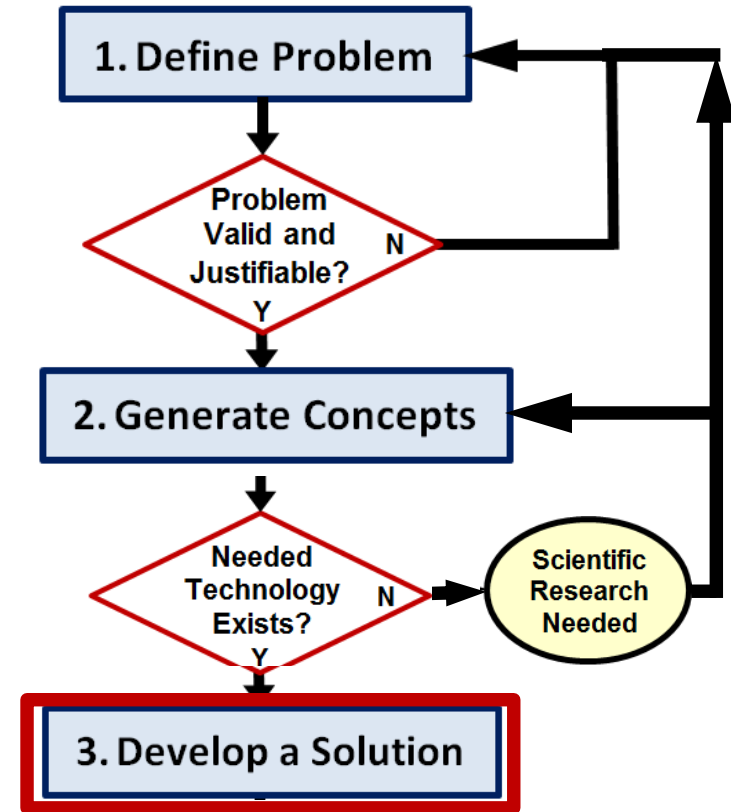 1. Define Problem
Problem
Valid and
N
Justifiable?
Y
2. Generate Concepts
Needed
Technology
N
Exists?
Y
Scientific
Research
Needed
3. Develop a Solution